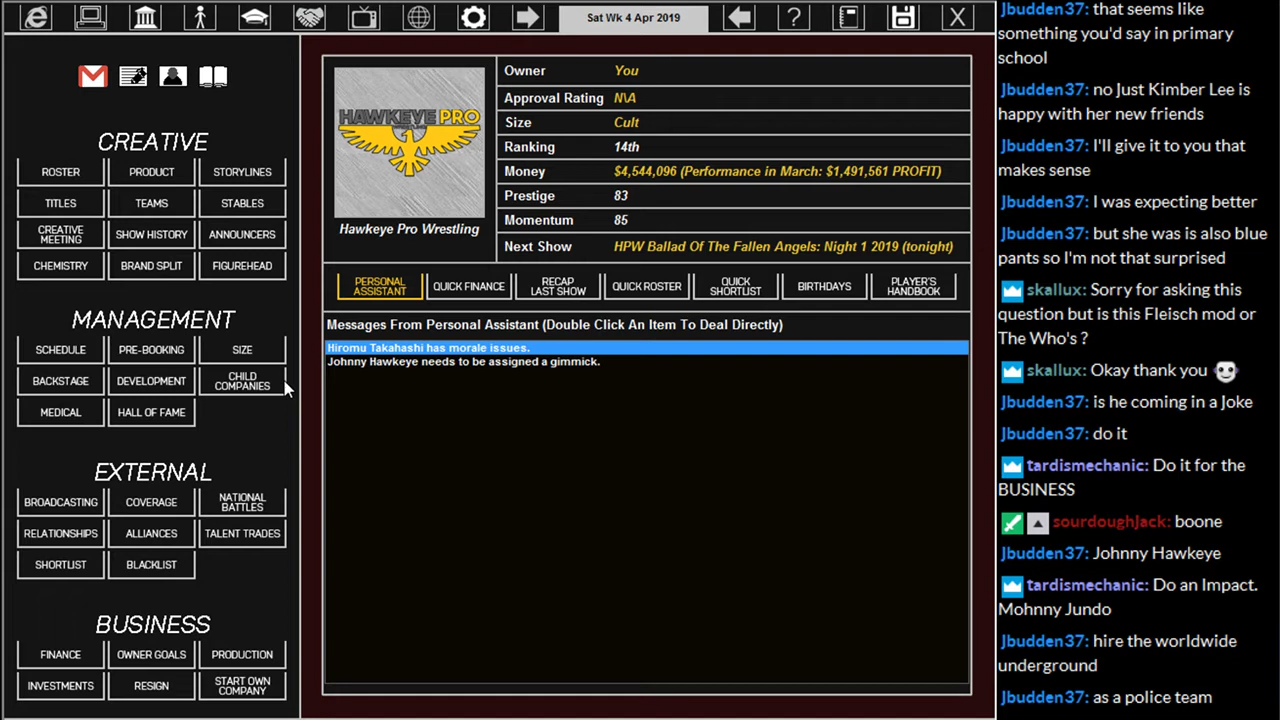 Sat Wk 4 Apr 2019
CREATIVE
ROSTER
PRODUCT
STORYLINES
TITLES
TEAMS
STABLES
CREATIVE
MEETING
SHOW HISTORY
ANNOUNCERS
CHEMISTRY
BRAND SPLIT
FIGUREHEAD
MANAGEMENT
SCHEDULE
PRE-BOOKING
SIZE
BACKSTAGE
DEVELOPMENT
CHILD
COMPANIES
MEDICAL
HALL OF FAME
EXTERNAL
BROADCASTING
COVERAGE
NATIONAL
BATTLES
RELATIONSHIPS
ALLIANCES
TALENT TRADES
SHORTLIST
BLACKLIST
BUSINESS
FINANCE
OWNER GOALS
PRODUCTION
INVESTMENTS
RESIGN
START OWN
COMPANY
HAWKEYE PRO
Hawkeye Pro Wrestling
Owner You
Approval Rating N\A
Size Cult
Ranking 14th
Money $4,544,096 (Performance in March: $1,491,561 PROFIT)
Prestige 83
Momentum 85
Next Show HPW Ballad Of The Fallen Angels: Night 1 2019 (tonight)
PERSONAL
ASSISTANT
QUICK FINANCE
RECAP
LAST SHOW
QUICK ROSTER
QUICK
SHORTLIST
BIRTHDAYS
PLAYER'S
HANDBOOK
Messages From Personal Assistant (Double Click An Item To Deal Directly)
Hiromu Takahashi has morale issues.
Johnny Hawkeye needs to be assigned a gimmick.
Jbudden37: that seems like
something you'd say in primary
school
Jbudden37: no Just Kimber Lee is
happy with her new friends
Jbudden37: I'll give it to you that
makes sense
Jbudden37: I was expecting better
Jbudden37: but she was is also blue
pants so I'm not that surprised
skallux: Sorry for asking this
question but is this Fleisch mod or
The Who's ?
skallux: Okay thank you
Jbudden37: is he coming in a Joke
Jbudden37: do it
tardismechanic: Do it for the
BUSINESS
sourdoughjack: boone
Jbudden37: Johnny Hawkeye
tardismechanic: Do an Impact.
Mohnny Jundo
Jbudden37: hire the worldwide
underground
Jbudden37: as a police team